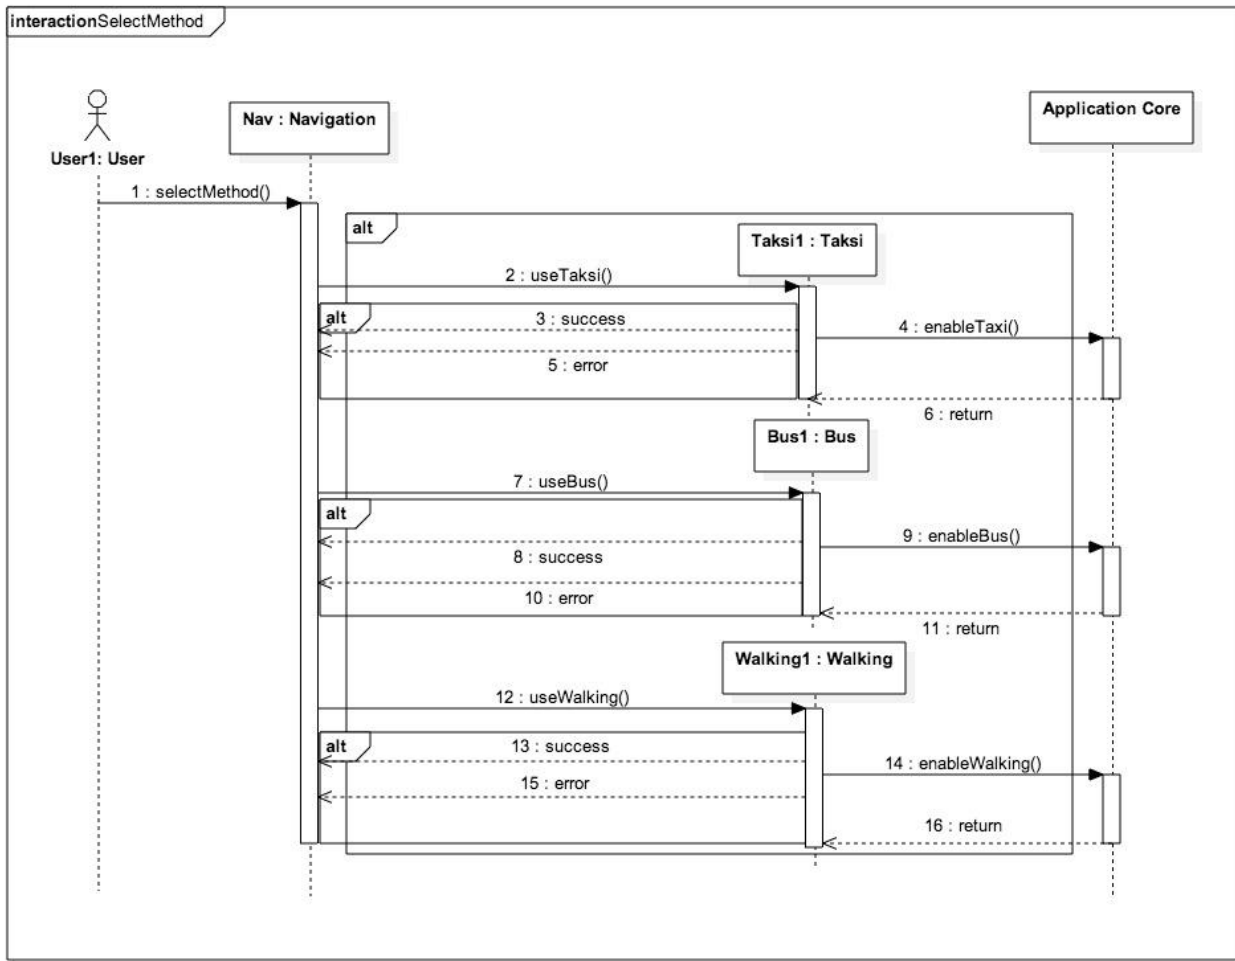 interactionSelectMethod
User1: User
Nav : Navigation
Application Core
1 : selectMethod()
alt
Taksi1 : Taksi
2 : useTaksi()
alt
3 : success
4 : enableTaxi()
5 : error
6 : return
Bus1 : Bus
7 : useBus()
alt
8 : success
9 : enableBus()
10 : error
11 : return
Walking1 : Walking
12 : useWalking()
alt
13 : success
14 : enableWalking()
15 : error
16 : return